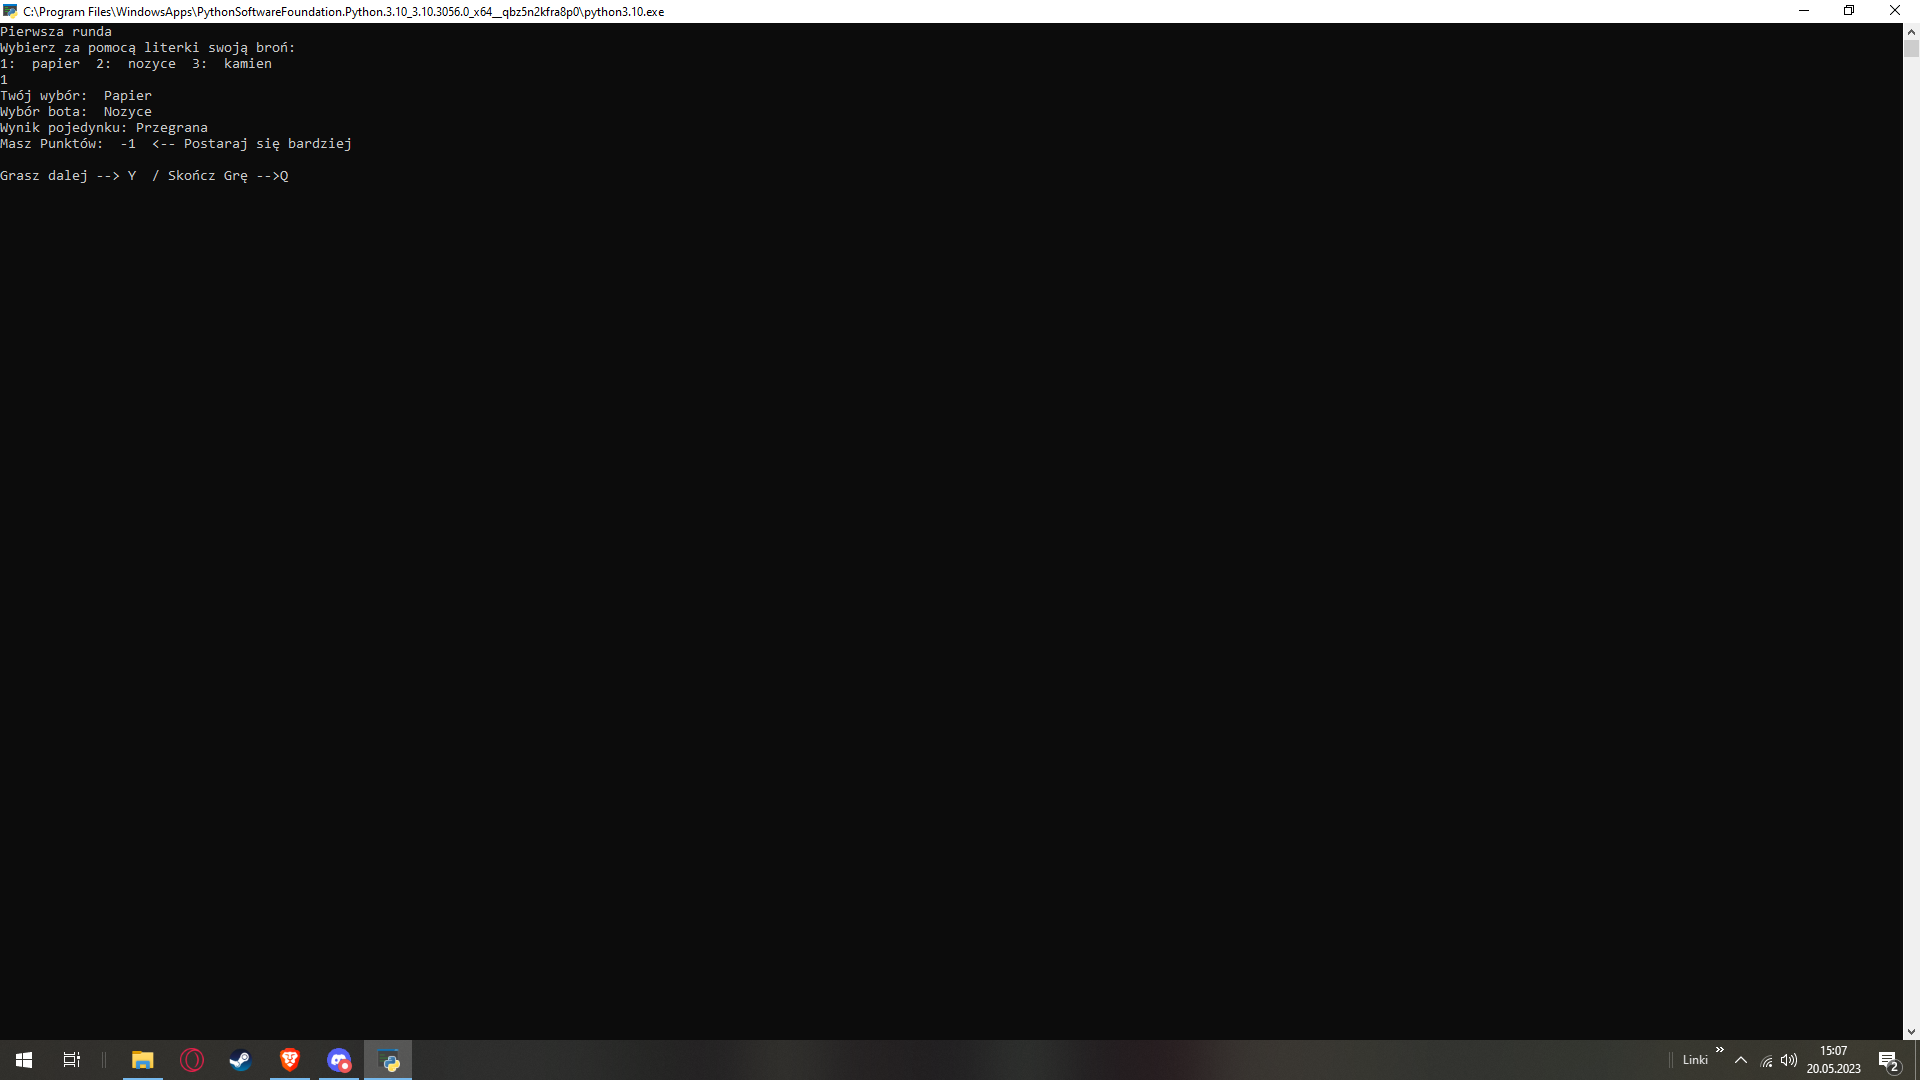 C:\Program Files\WindowsApps\PythonSoftwareFoundation.Python.3.10_3.10.3056.0_x64__qbz5n2kfra8p0\python3.10.exe
Pierwsza runda
Wybierz za pomocą literki swoją broń:
1:  papier  2:  nozyce  3:  kamien
1
Twój wybór:  Papier
Wybór bota:  Nozyce
Wynik pojedynku: Przegrana
Masz Punktów:  -1  <-- Postaraj się bardziej
Grasz dalej --> Y  / Skończ Grę -->Q
Linki
15:07
20.05.2023
2